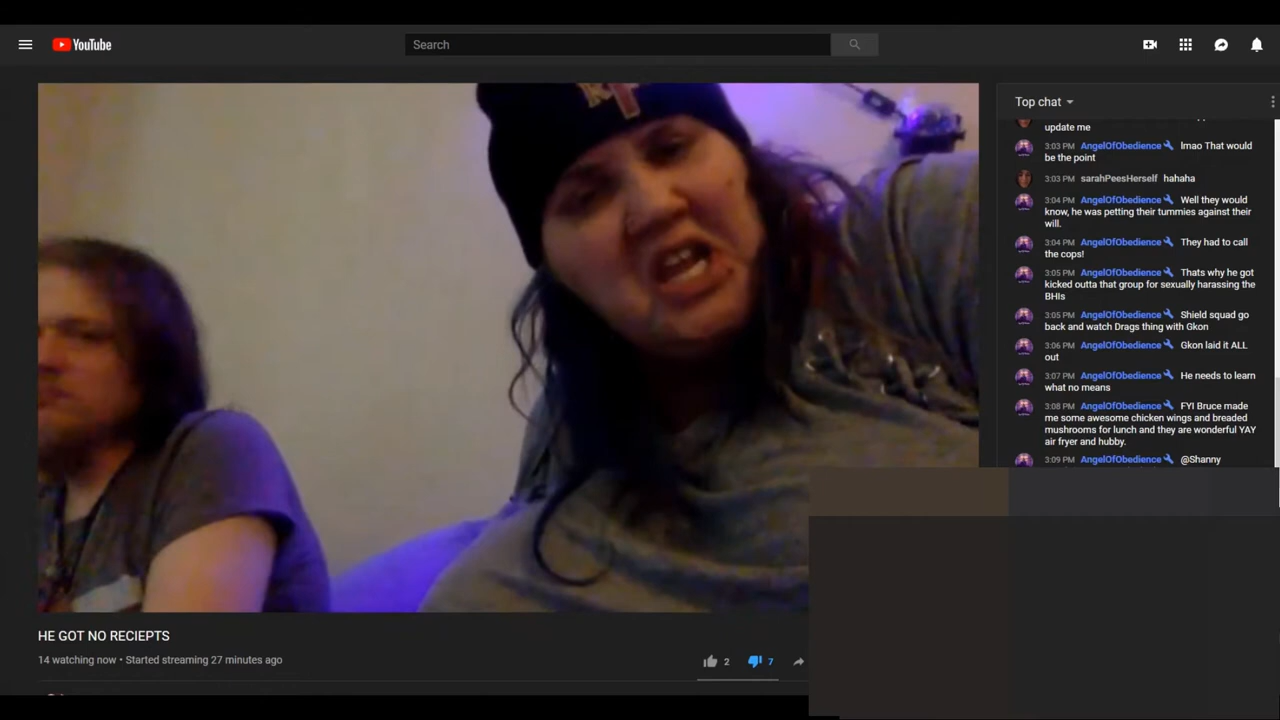 YouTube
Search
Top chat
update me
3:03 PM AngelOfObedience lmao That would
be the point
3:03 PM sarahPeesHerself hahaha
3:04 PM AngelOfObedience Well they would
know, he was petting their tummies against their
will.
3:04 PM AngelOfObedience They had to call
the cops!
3:05 PM AngelOfObedience Thats why he got
kicked outta that group for sexually harassing the
BHIs
3:05 PM AngelOfObedience Shield squad go
back and watch Drags thing with Gkon
3:06 PM AngelOfObedience Gkon laid it ALL
out
3:07 PM AngelOfObedience He needs to learn
what no means
3:08 PM AngelOfObedience FYI Bruce made
me some awesome chicken wings and breaded
mushrooms for lunch and they are wonderful YAY
air fryer and hubby.
3:09 PM AngelOfObedience @Shanny
HE GOT NO RECIEPTS
14 watching now • Started streaming 27 minutes ago
2
7